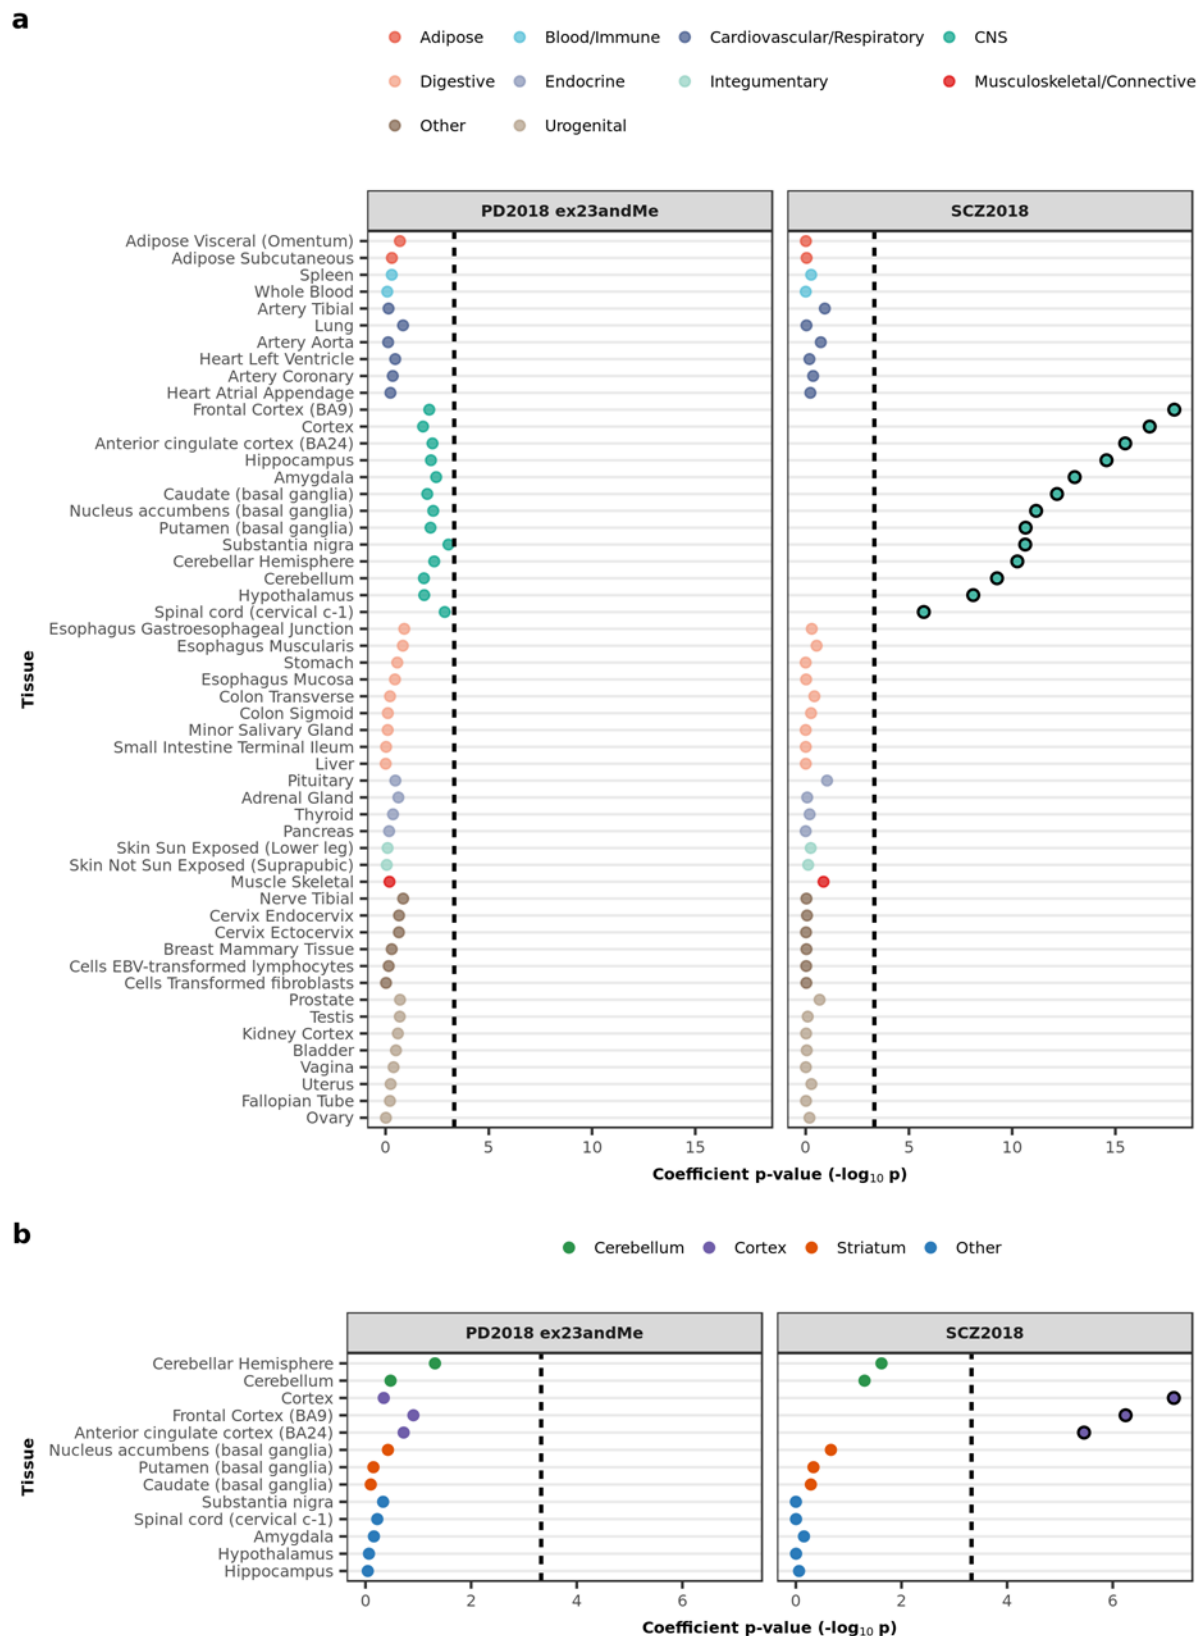 a
Adipose Blood/Immune Cardiovascular/Respiratory CNS
Digestive Endocrine Integumentary Musculoskeletal/Connective
Other Urogenital
PD2018 ex23andMe SCZ2018
Adipose Visceral (Omentum)
Adipose Subcutaneous
Spleen
Whole Blood
Artery Tibial
Lung
Artery Aorta
Heart Left Ventricle
Artery Coronary
Heart Atrial Appendage
Frontal Cortex (BA9)
Cortex
Anterior cingulate cortex (BA24)
Hippocampus
Amygdala
Caudate (basal ganglia)
Nucleus accumbens (basal ganglia)
Putamen (basal ganglia)
Substantia nigra
Cerebellar Hemisphere
Cerebellum
Hypothalamus
Spinal cord (cervical c-1)
Esophagus Gastroesophageal Junction
Esophagus Muscularis
Stomach
Esophagus Mucosa
Colon Transverse
Colon Sigmoid
Minor Salivary Gland
Small Intestine Terminal Ileum
Liver
Pituitary
Adrenal Gland
Thyroid
Pancreas
Skin Sun Exposed (Lower leg)
Skin Not Sun Exposed (Suprapubic)
Muscle Skeletal
Nerve Tibial
Cervix Endocervix
Cervix Ectocervix
Breast Mammary Tissue
Cells EBV-transformed lymphocytes
Cells Transformed fibroblasts
Prostate
Testis
Kidney Cortex
Bladder
Vagina
Uterus
Fallopian Tube
Ovary
Tissue
0 5 10 15 0 5 10 15
Coefficient p-value (-log₁₀ p)
b
Cerebellum Cortex Striatum Other
PD2018 ex23andMe SCZ2018
Cerebellar Hemisphere
Cerebellum
Cortex
Frontal Cortex (BA9)
Anterior cingulate cortex (BA24)
Nucleus accumbens (basal ganglia)
Putamen (basal ganglia)
Caudate (basal ganglia)
Substantia nigra
Spinal cord (cervical c-1)
Amygdala
Hypothalamus
Hippocampus
Tissue
0 2 4 6 0 2 4 6
Coefficient p-value (-log₁₀ p)